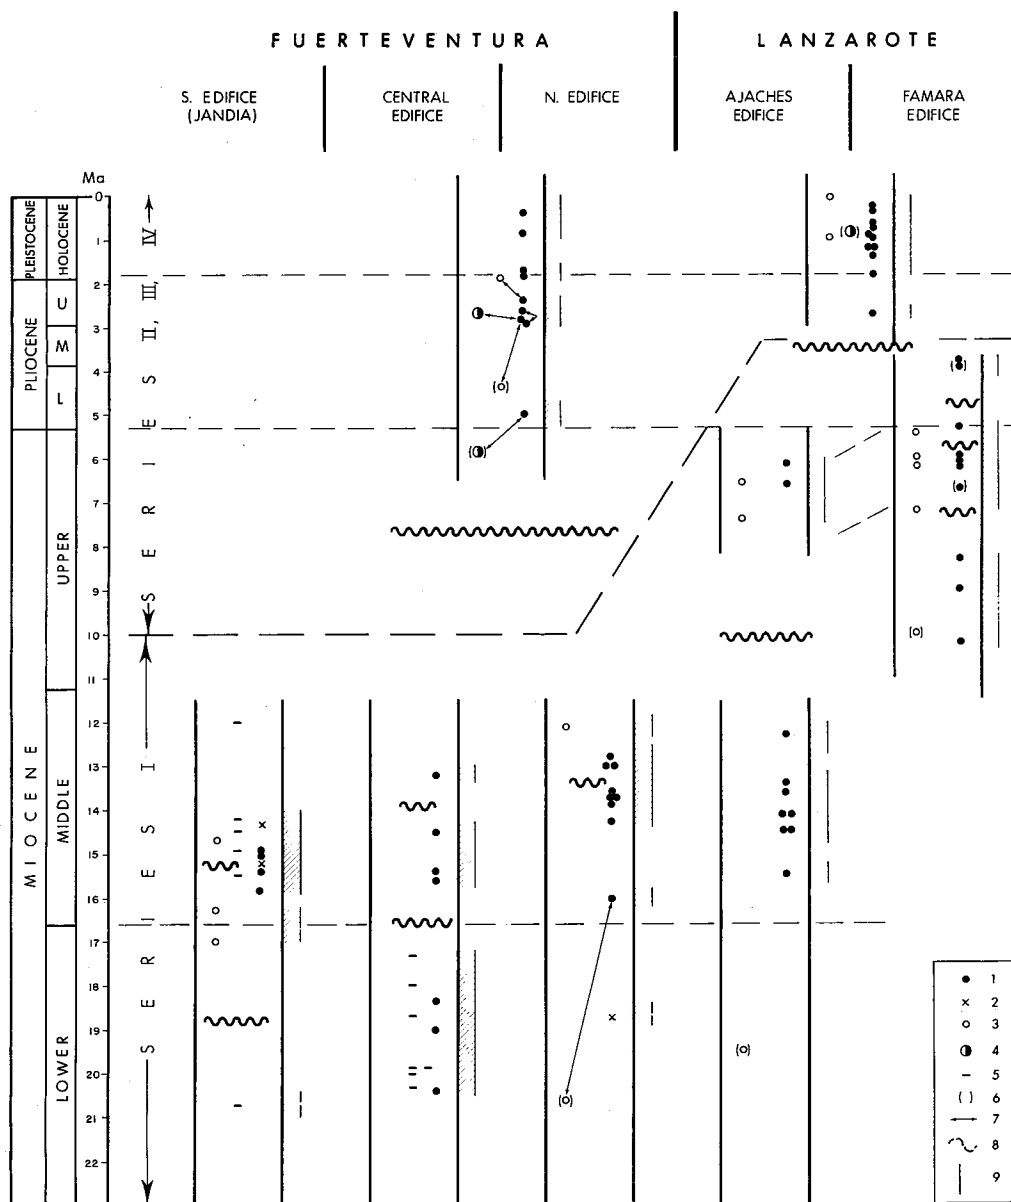 FUERTEVENTURA
LANZAROTE
S. EDIFICE
(JANDIA)
CENTRAL
EDIFICE
N. EDIFICE
AJACHES
EDIFICE
FAMARA
EDIFICE
Ma
0
1
2
3
4
5
6
7
8
9
10
11
12
13
14
15
16
17
18
19
20
21
22
PLEISTOCENE
HOLOCENE
PLIOCENE
U
M
L
MIOCENE
UPPER
MIDDLE
LOWER
SERIES II, III, IV
SERIES I
1
2
3
4
5
( ) 6
7
8
9